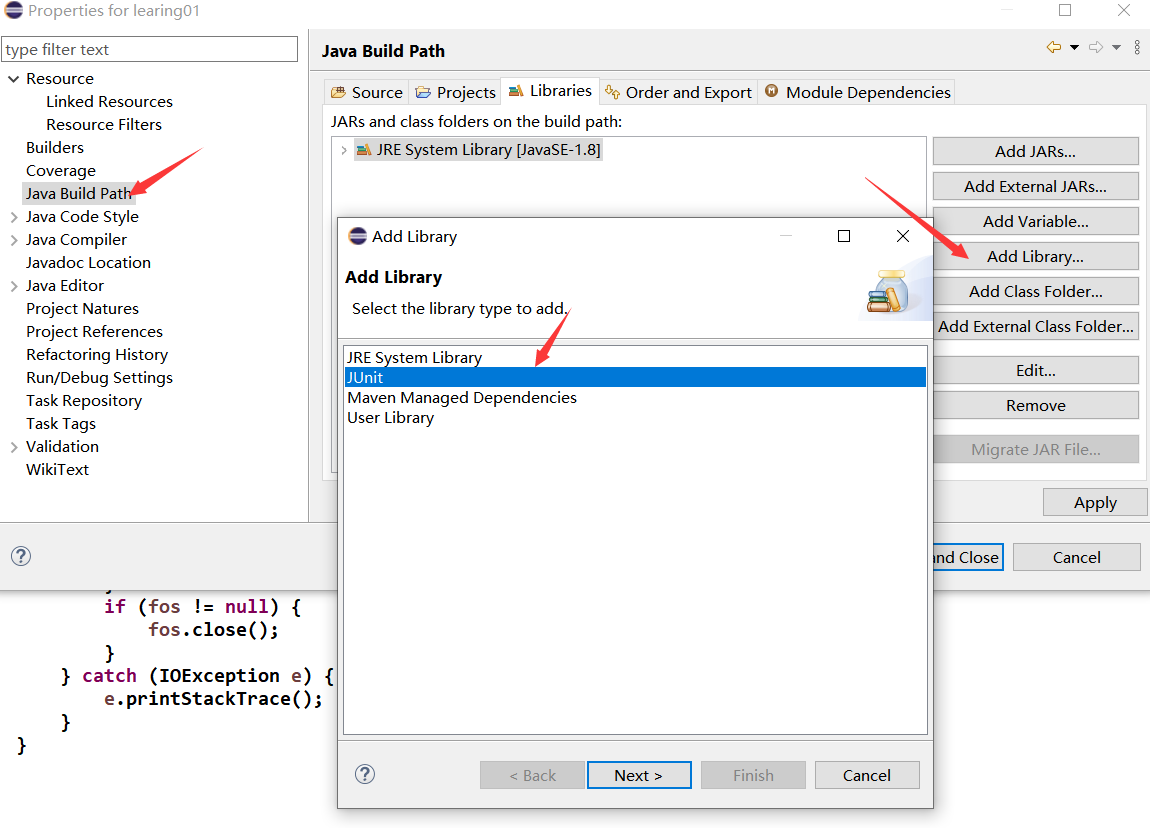 Properties for learing01
type filter text
Resource
Linked Resources
Resource Filters
Builders
Coverage
Java Build Path
Java Code Style
Java Compiler
Javadoc Location
Java Editor
Project Natures
Project References
Refactoring History
Run/Debug Settings
Task Repository
Task Tags
Validation
WikiText
Java Build Path
Source
Projects
Libraries
Order and Export
Module Dependencies
JARs and class folders on the build path:
JRE System Library [JavaSE-1.8]
Add JARs...
Add External JARs...
Add Variable...
Add Library...
Add Class Folder...
Add External Class Folder...
Edit...
Remove
Migrate JAR File...
Apply
and Close
Cancel
Add Library
Add Library
Select the library type to add.
JRE System Library
JUnit
Maven Managed Dependencies
User Library
< Back
Next >
Finish
Cancel
if (fos != null) {
fos.close();
}
} catch (IOException e) {
e.printStackTrace();
}
}